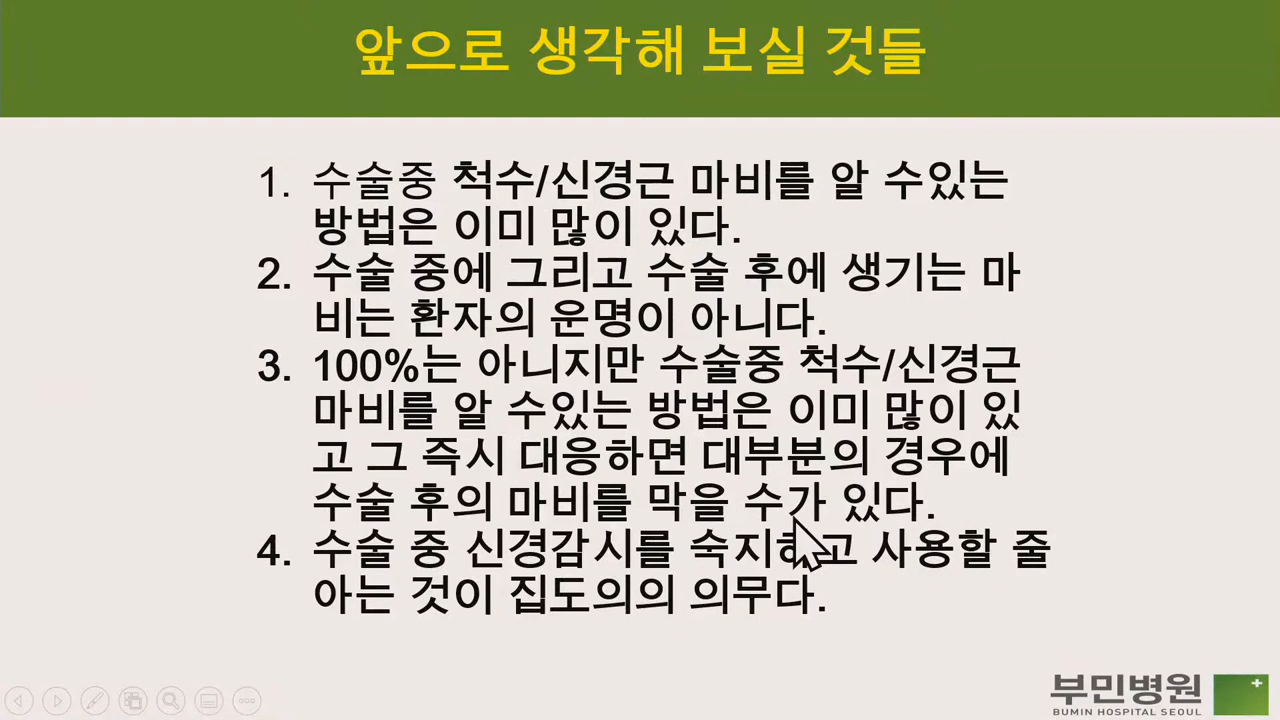 앞으로 생각해 보실 것들
1. 수술중 척수/신경근 마비를 알 수있는
방법은 이미 많이 있다.
2. 수술 중에 그리고 수술 후에 생기는 마
비는 환자의 운명이 아니다.
3. 100%는 아니지만 수술중 척수/신경근
마비를 알 수있는 방법은 이미 많이 있
고 그 즉시 대응하면 대부분의 경우에
수술 후의 마비를 막을 수가 있다.
4. 수술 중 신경감시를 숙지하고 사용할 줄
아는 것이 집도의의 의무다.
부민병원
BUMIN HOSPITAL SEOUL